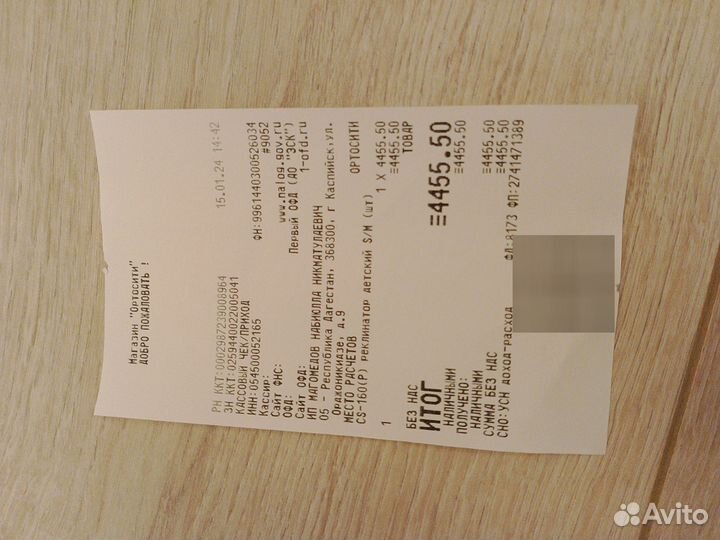 Магазин "Ортосити"
ДОБРО ПОЖАЛОВАТЬ !
15.01.24 14:42
РН ККТ:0002987239008964 ФН:9961440300526034
ЗН ККТ:0259440022005041 #9052
КАССОВЫЙ ЧЕК/ПРИХОД
ИНН:054500052165
Кассир:
Сайт ФНС: www.nalog.gov.ru
ОФД: Первый ОФД (АО "ЭСК")
Сайт ОФД: 1-ofd.ru
ИП МАГОМЕДОВ НАБИЮЛЛА НИКМАТУЛАЕВИЧ
05 - Республика Дагестан, 368300, г Каспийск,ул.
Орджоникидзе, д.9
МЕСТО РАСЧЕТОВ ОРТОСИТИ
CS-160(Р) Реклинатор детский S/M (шт)
1 X 4455.50
1 ≡4455.50
ТОВАР
БЕЗ НДС ≡4455.50
ИТОГ ≡4455.50
НАЛИЧНЫМИ ≡4455.50
ПОЛУЧЕНО:
НАЛИЧНЫМИ ≡4455.50
СУММА БЕЗ НДС ≡4455.50
СНО:УСН доход-расход ФД:8173 ФП:2741471389
Avito